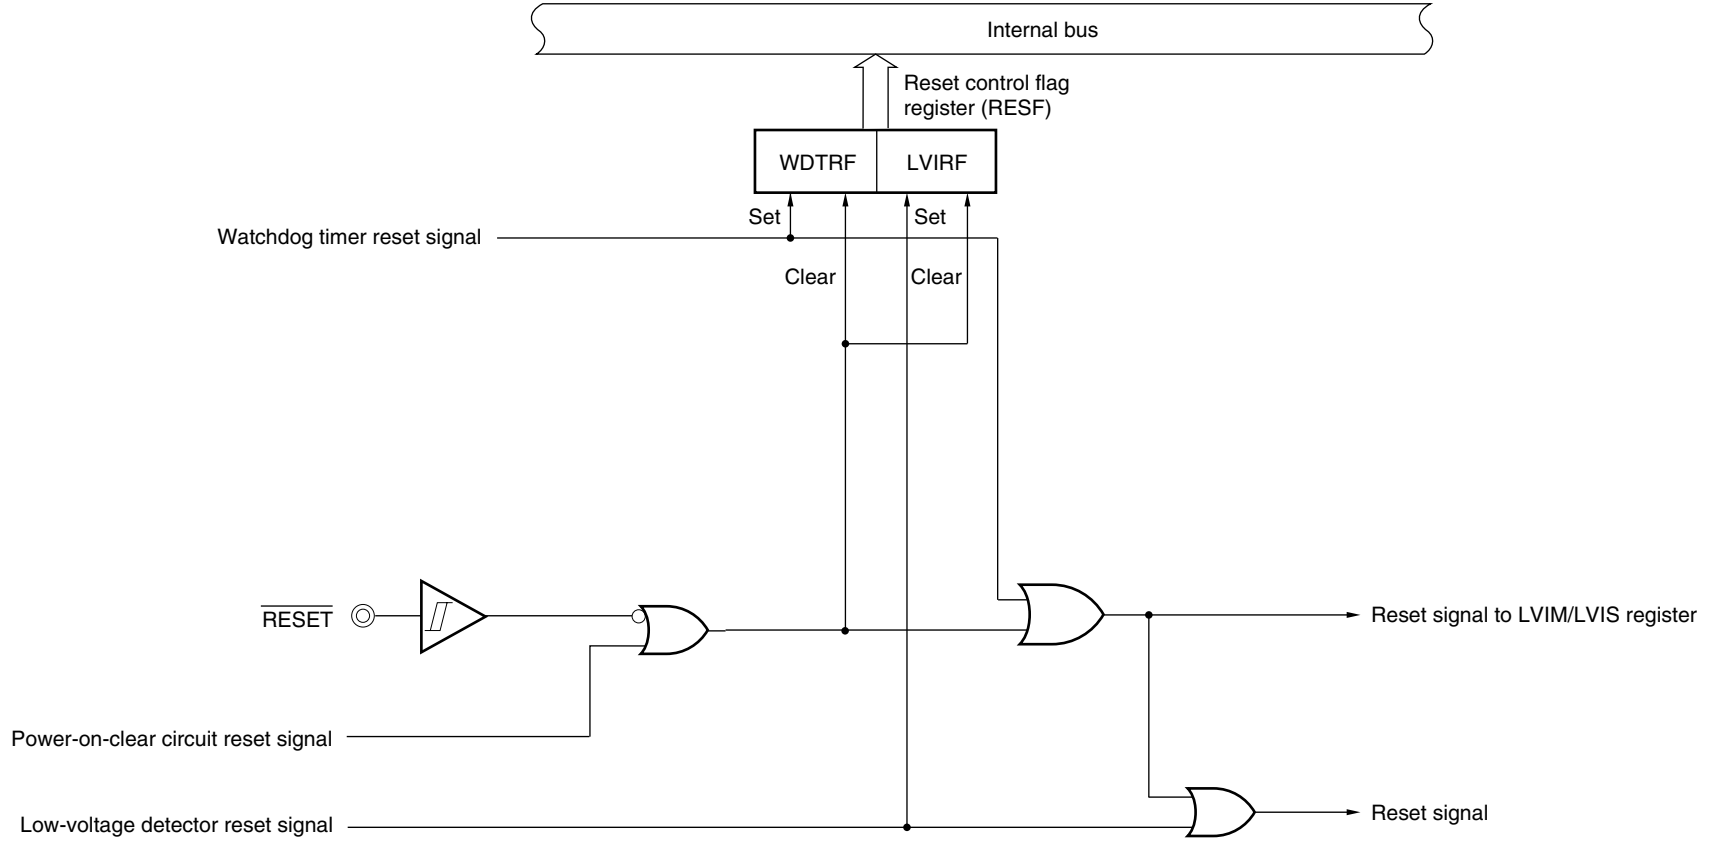 Internal bus
Reset control flag
register (RESF)
WDTRF
LVIRF
Set
Set
Watchdog timer reset signal
Clear
Clear
RESET
Reset signal to LVIM/LVIS register
Power-on-clear circuit reset signal
Reset signal
Low-voltage detector reset signal